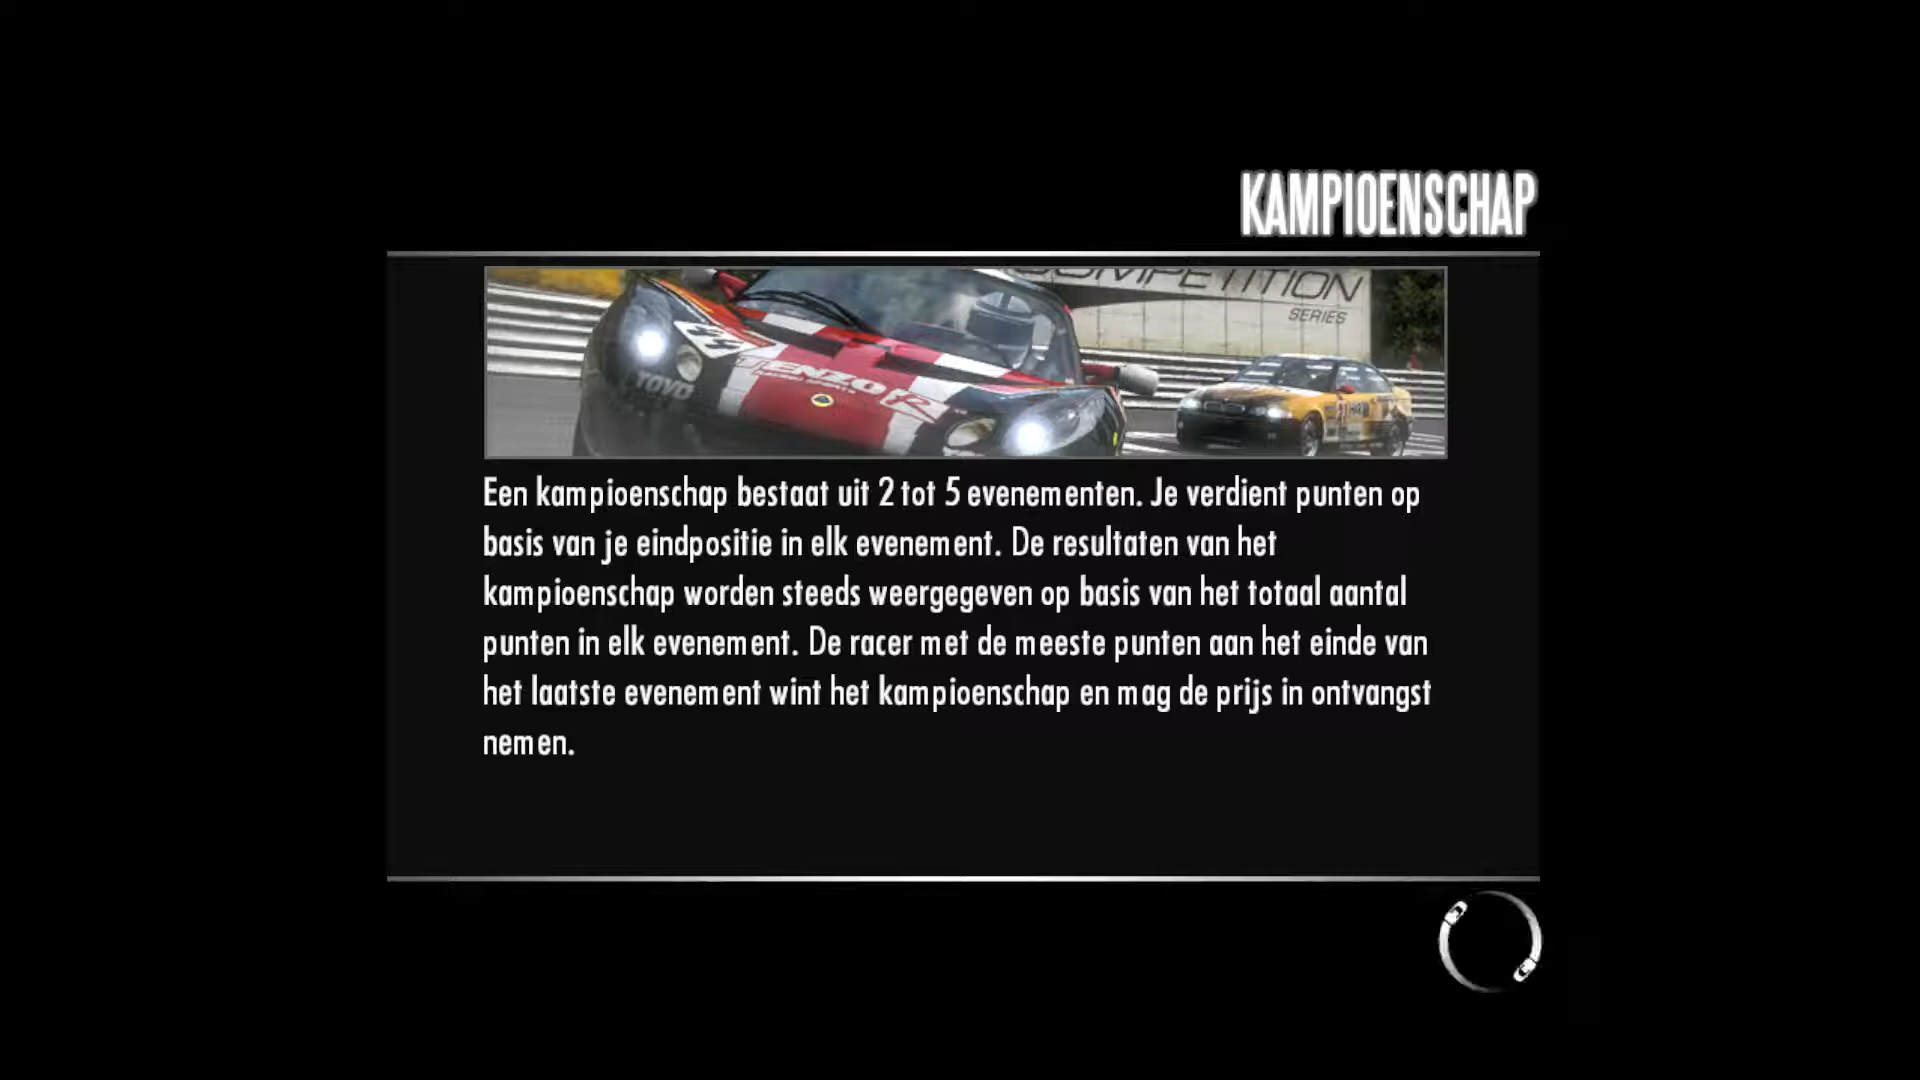 KAMPIOENSCHAP
COMPETITION
SERIES
24
TENZO R
TOYO
Een kampioenschap bestaat uit 2 tot 5 evenementen. Je verdient punten op
basis van je eindpositie in elk evenement. De resultaten van het
kampioenschap worden steeds weergegeven op basis van het totaal aantal
punten in elk evenement. De racer met de meeste punten aan het einde van
het laatste evenement wint het kampioenschap en mag de prijs in ontvangst
nemen.